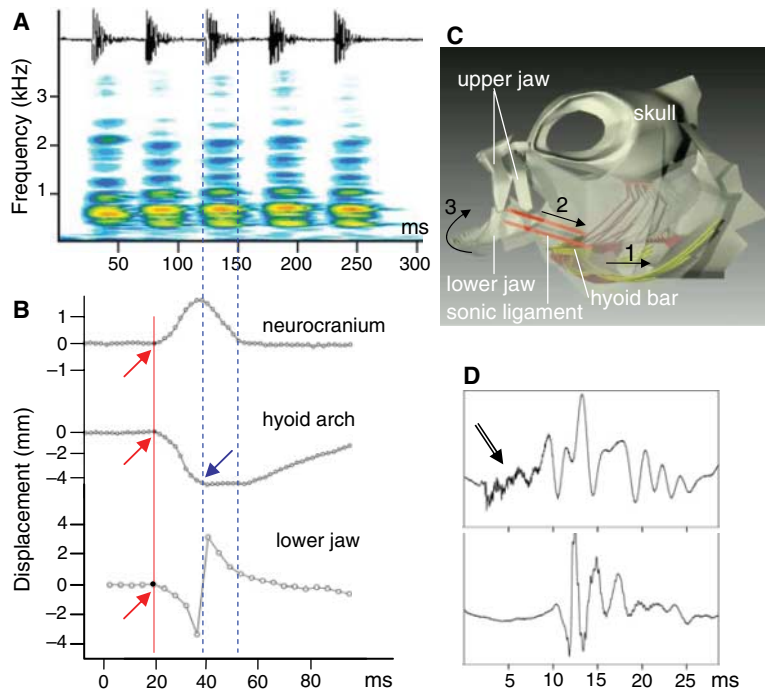 A
Frequency (kHz)
3
2
1
ms
50 100 150 200 250 300
B
Displacement (mm)
1
0
−1
neurocranium
0
−2
−4
hyoid arch
4
2
0
−2
−4
lower jaw
0 20 40 60 80 ms
C
upper jaw
skull
3
2
1
lower jaw
hyoid bar
sonic ligament
D
5 10 15 20 25 ms